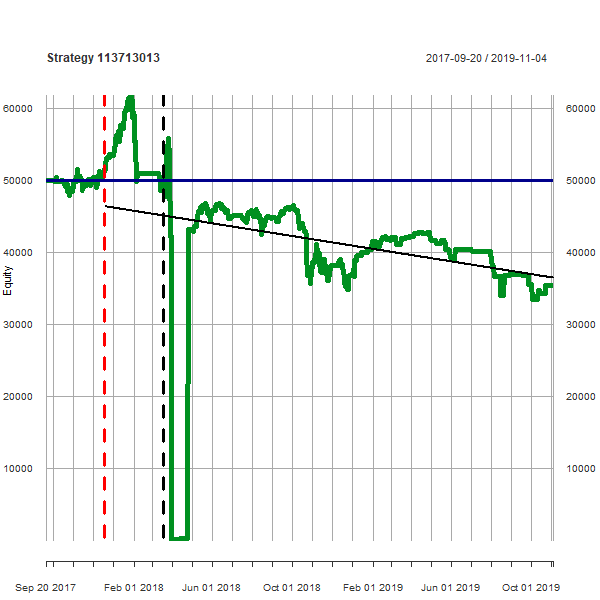 Strategy 113713013
2017-09-20 / 2019-11-04
60000
60000
50000
50000
40000
40000
Equity
30000
30000
20000
20000
10000
10000
Sep 20 2017
Feb 01 2018
Jun 01 2018
Oct 01 2018
Feb 01 2019
Jun 01 2019
Oct 01 2019